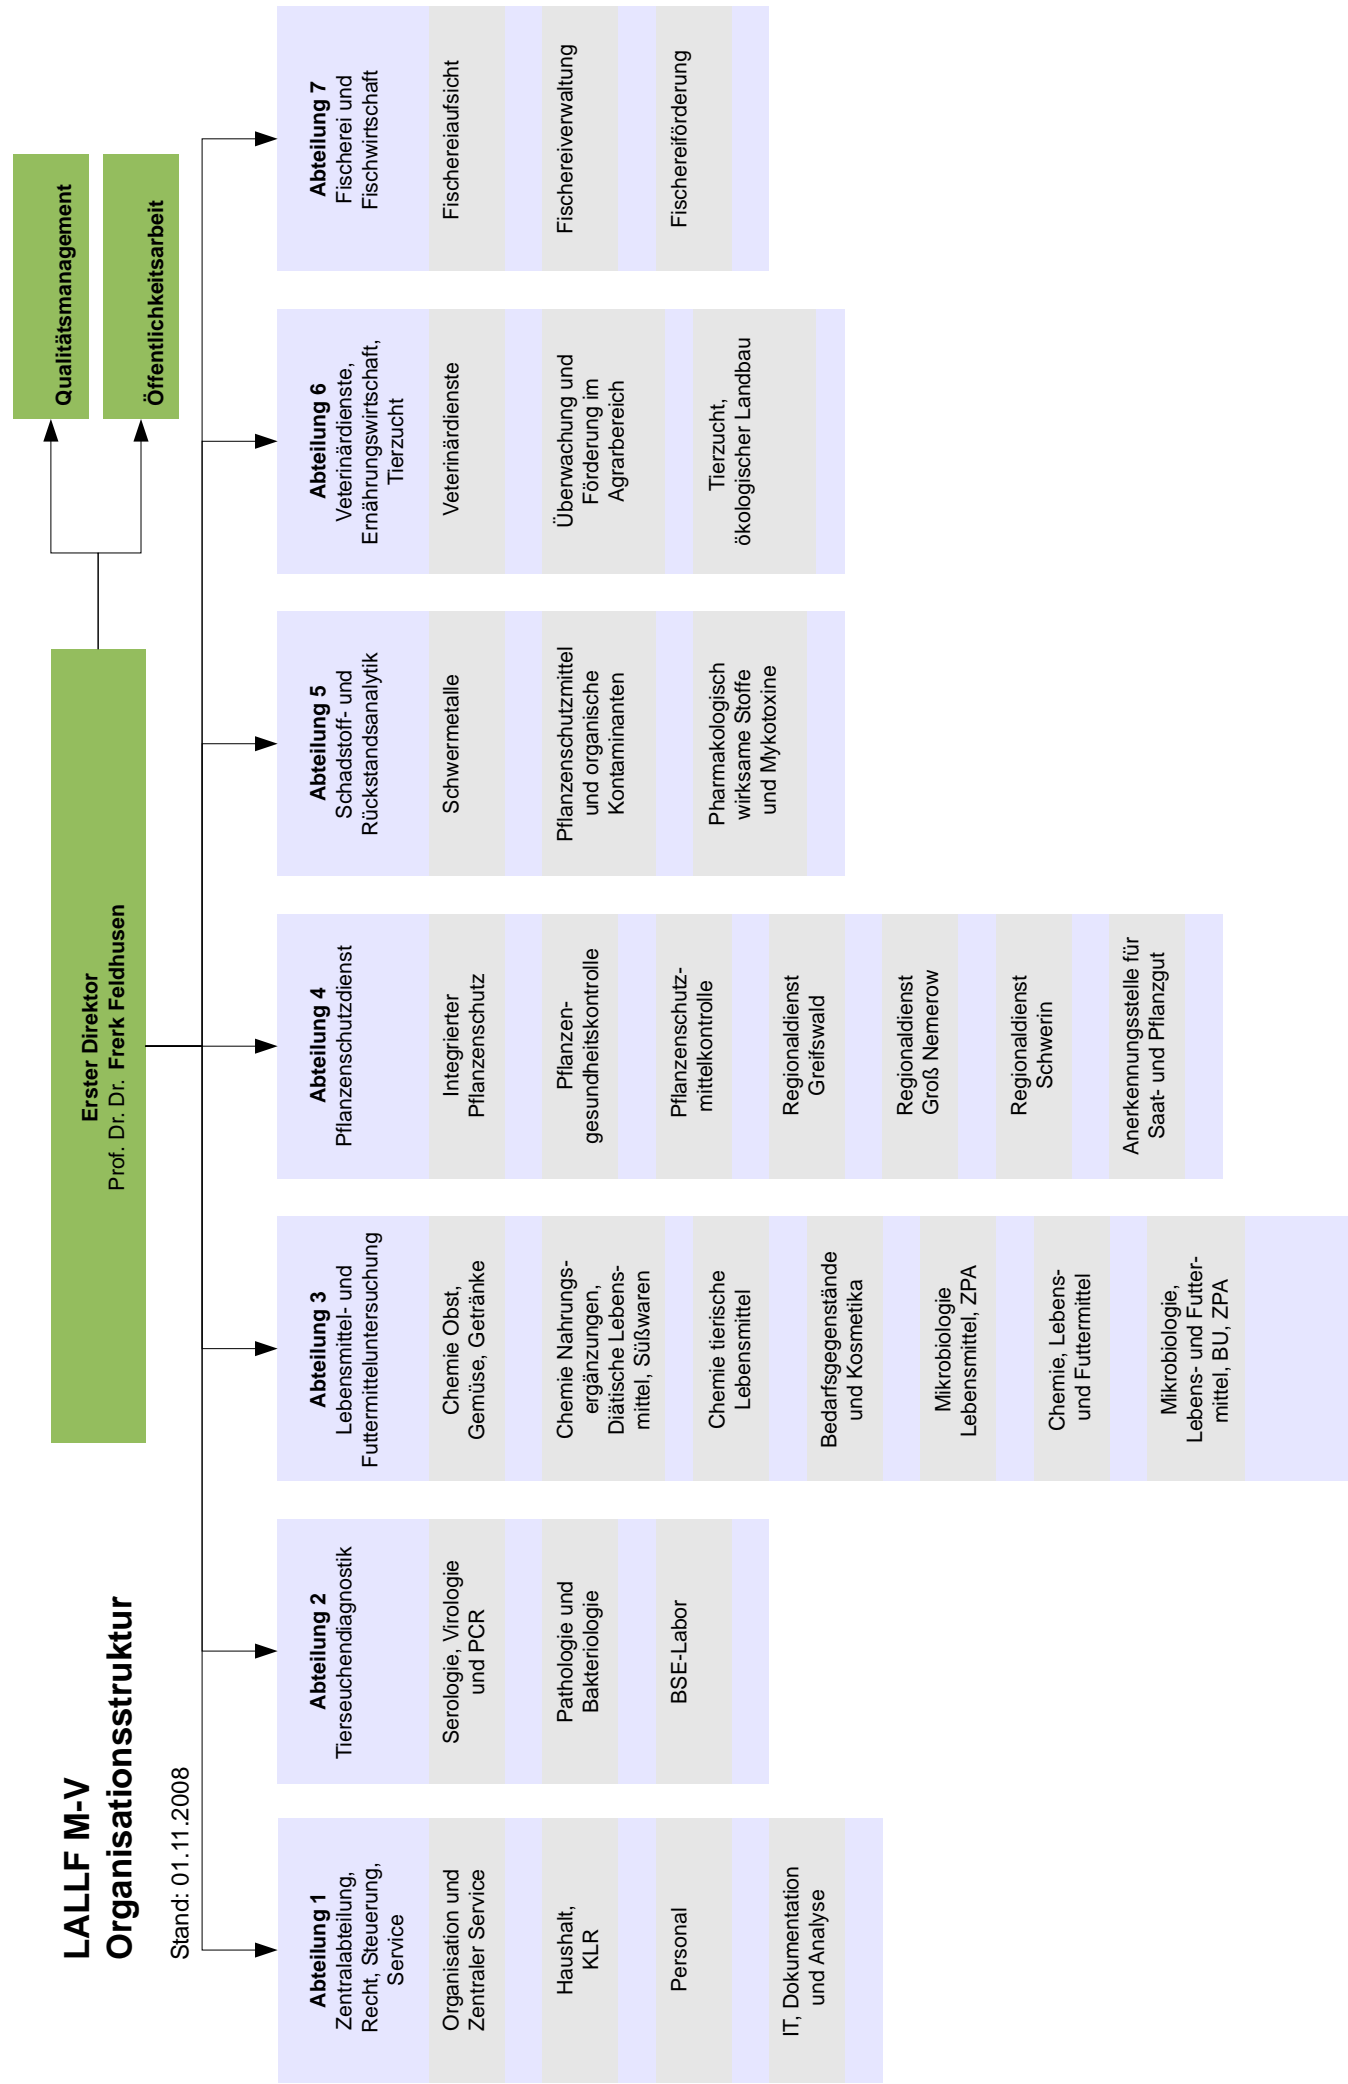 LALLF M-V
Organisationsstruktur
Stand: 01.11.2008
Erster Direktor
Prof. Dr. Dr. Frerk Feldhusen
Qualitätsmanagement
Öffentlichkeitsarbeit
Abteilung 1
Zentralabteilung,
Recht, Steuerung,
Service
Organisation und
Zentraler Service
Haushalt,
KLR
Personal
IT, Dokumentation
und Analyse
Abteilung 2
Tierseuchendiagnostik
Serologie, Virologie
und PCR
Pathologie und
Bakteriologie
BSE-Labor
Abteilung 3
Lebensmittel- und
Futtermitteluntersuchung
Chemie Obst,
Gemüse, Getränke
Chemie Nahrungs-
ergänzungen,
Diätische Lebens-
mittel, Süßwaren
Chemie tierische
Lebensmittel
Bedarfsgegenstände
und Kosmetika
Mikrobiologie
Lebensmittel, ZPA
Chemie, Lebens-
und Futtermittel
Mikrobiologie,
Lebens- und Futter-
mittel, BU, ZPA
Abteilung 4
Pflanzenschutzdienst
Integrierter
Pflanzenschutz
Pflanzen-
gesundheitskontrolle
Pflanzenschutz-
mittelkontrolle
Regionaldienst
Greifswald
Regionaldienst
Groß Nemerow
Regionaldienst
Schwerin
Anerkennungsstelle für
Saat- und Pflanzgut
Abteilung 5
Schadstoff- und
Rückstandsanalytik
Schwermetalle
Pflanzenschutzmittel
und organische
Kontaminanten
Pharmakologisch
wirksame Stoffe
und Mykotoxine
Abteilung 6
Veterinärdienste,
Ernährungswirtschaft,
Tierzucht
Veterinärdienste
Überwachung und
Förderung im
Agrarbereich
Tierzucht,
ökologischer Landbau
Abteilung 7
Fischerei und
Fischwirtschaft
Fischereiaufsicht
Fischereiverwaltung
Fischereiförderung